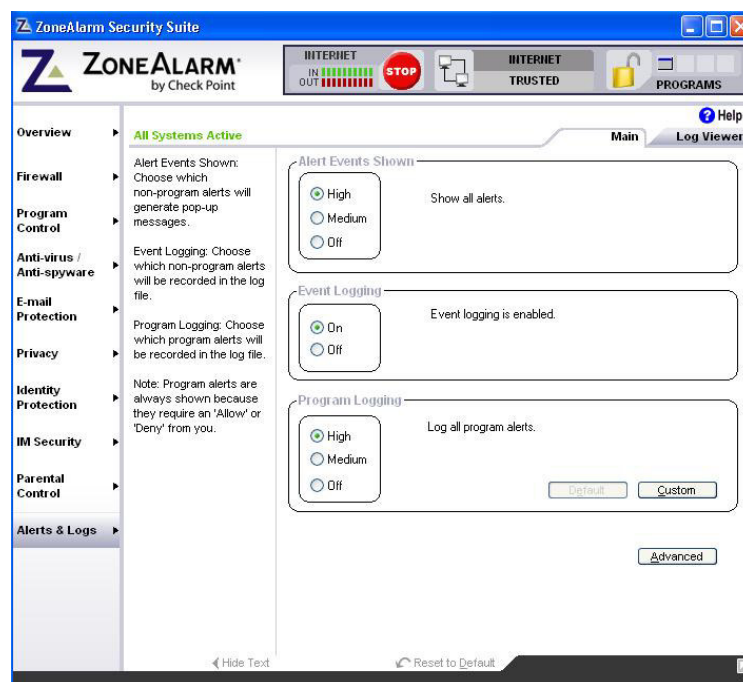 ZoneAlarm Security Suite
ZONEALARM
by Check Point
INTERNET
IN
OUT
STOP
INTERNET
TRUSTED
PROGRAMS
Help
Overview
All Systems Active
Main
Log Viewer
Firewall
Program
Control
Anti-virus /
Anti-spyware
E-mail
Protection
Privacy
Identity
Protection
IM Security
Parental
Control
Alerts & Logs
Alert Events Shown:
Choose which
non-program alerts will
generate pop-up
messages.
Event Logging: Choose
which non-program alerts
will be recorded in the log
file.
Program Logging: Choose
which program alerts will
be recorded in the log file.
Note: Program alerts are
always shown because
they require an 'Allow' or
'Deny' from you.
Alert Events Shown
High
Show all alerts.
Medium
Off
Event Logging
Event logging is enabled.
On
Off
Program Logging
High
Log all program alerts.
Medium
Off
Default
Custom
Advanced
Hide Text
Reset to Default